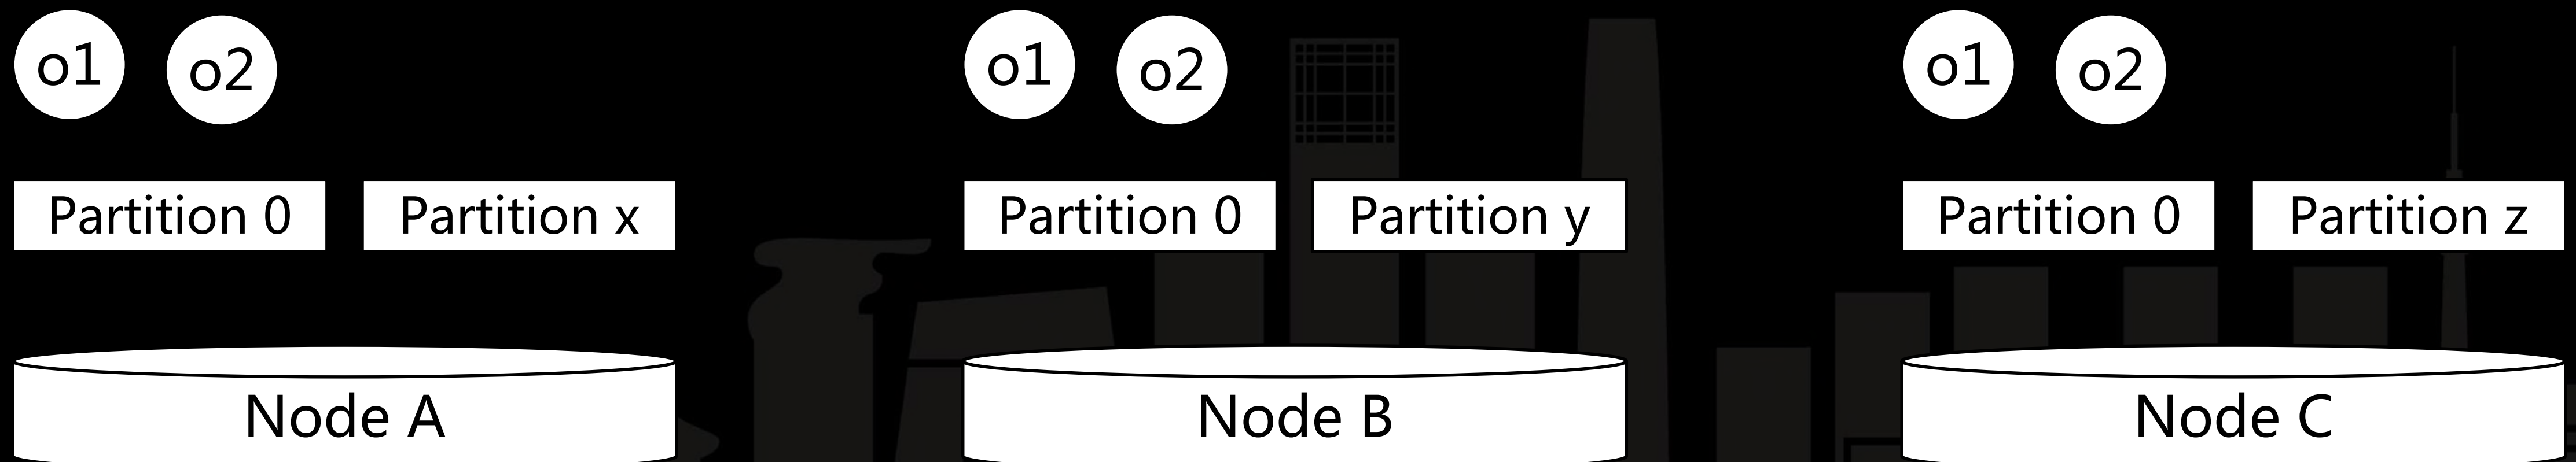 o1 o2 o1 o2 o1 o2
Partition 0 Partition x Partition 0 Partition y Partition 0 Partition z
Node A Node B Node C